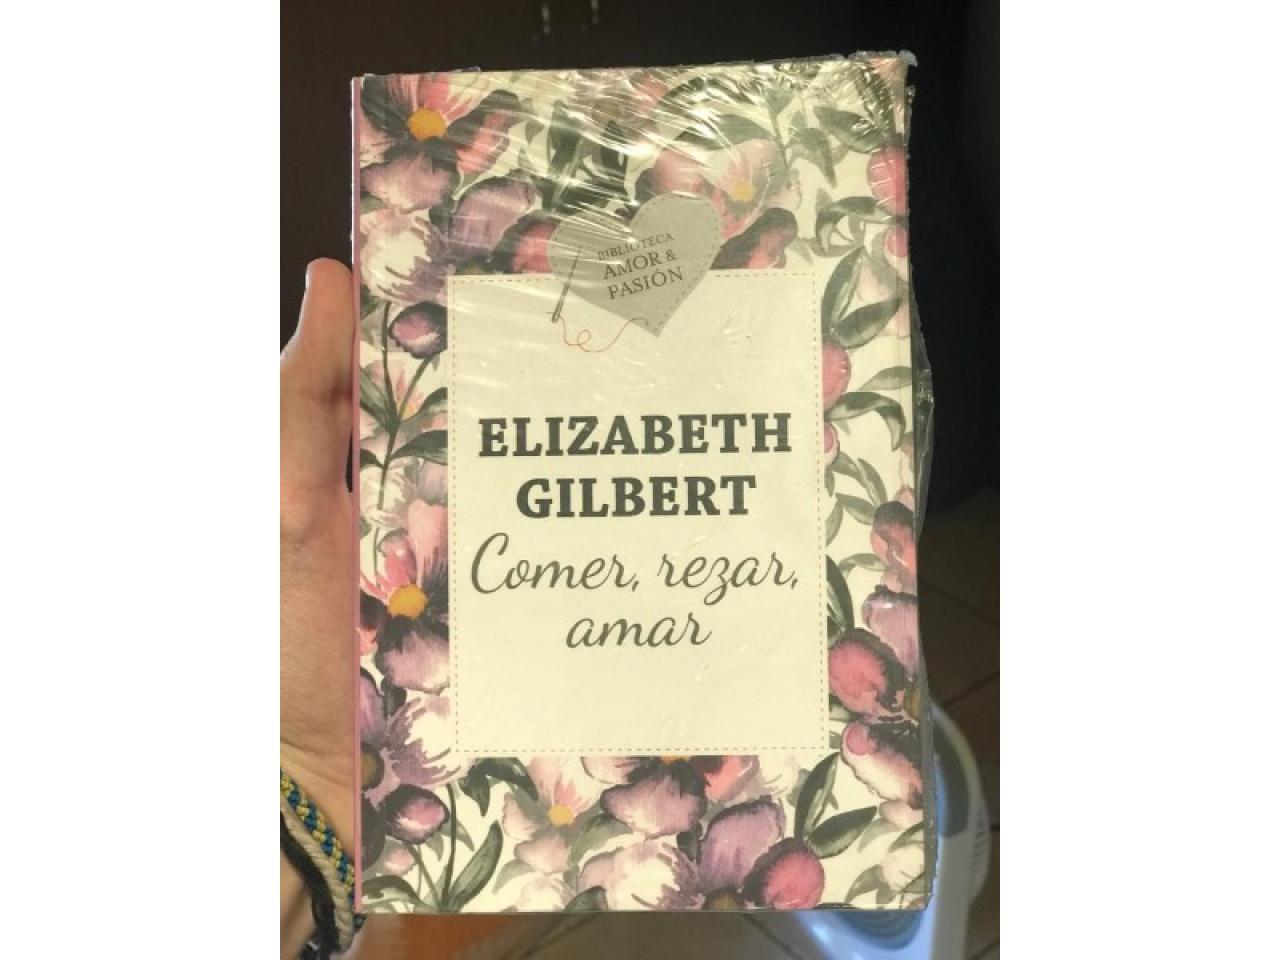 BIBLIOTECA
AMOR &
PASIÓN
ELIZABETH
GILBERT
Comer, rezar,
amar